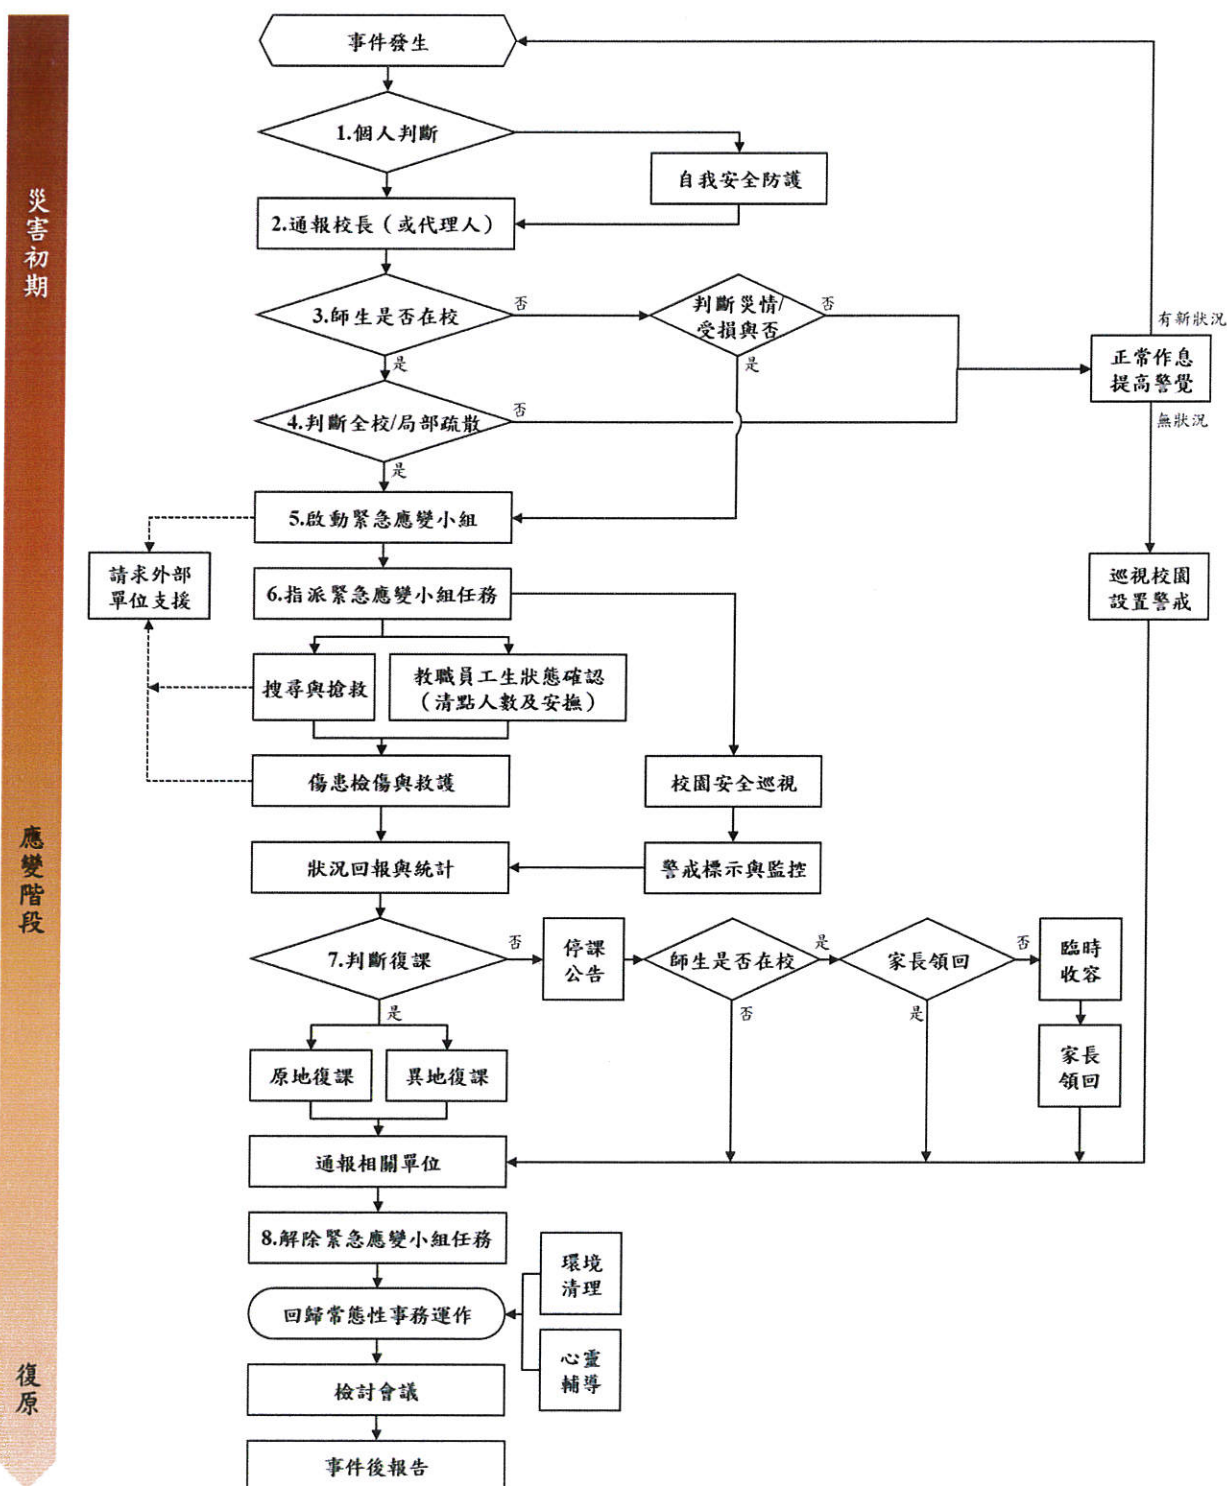 事件發生
1.個人判斷
自我安全防護
2.通報校長（或代理人）
災害初期
3.師生是否在校
否
判斷災情/
受損與否
否
有新狀況
正常作息
提高警覺
無狀況
是
是
4.判斷全校/局部疏散
否
是
5.啟動緊急應變小組
請求外部
單位支援
6.指派緊急應變小組任務
巡視校園
設置警戒
搜尋與搶救
教職員工生狀態確認
（清點人數及安撫）
傷患檢傷與救護
校園安全巡視
應變階段
狀況回報與統計
警戒標示與監控
7.判斷復課
否
停課
公告
師生是否在校
是
家長領回
否
臨時
收容
是
否
是
原地復課
異地復課
家長
領回
通報相關單位
8.解除緊急應變小組任務
環境
清理
回歸常態性事務運作
心靈
輔導
復原
檢討會議
事件後報告